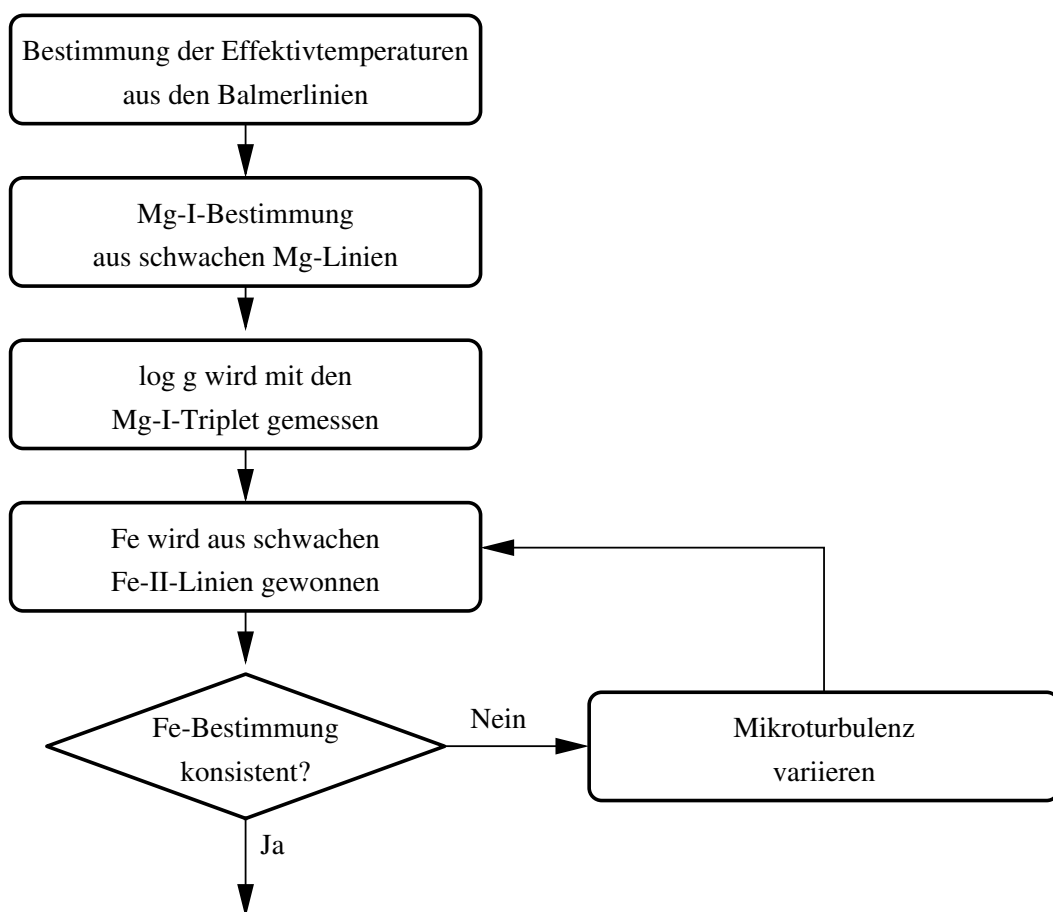 Bestimmung der Effektivtemperaturen
aus den Balmerlinien
Mg-I-Bestimmung
aus schwachen Mg-Linien
log g wird mit den
Mg-I-Triplet gemessen
Fe wird aus schwachen
Fe-II-Linien gewonnen
Fe-Bestimmung
konsistent?
Nein
Mikroturbulenz
variieren
Ja